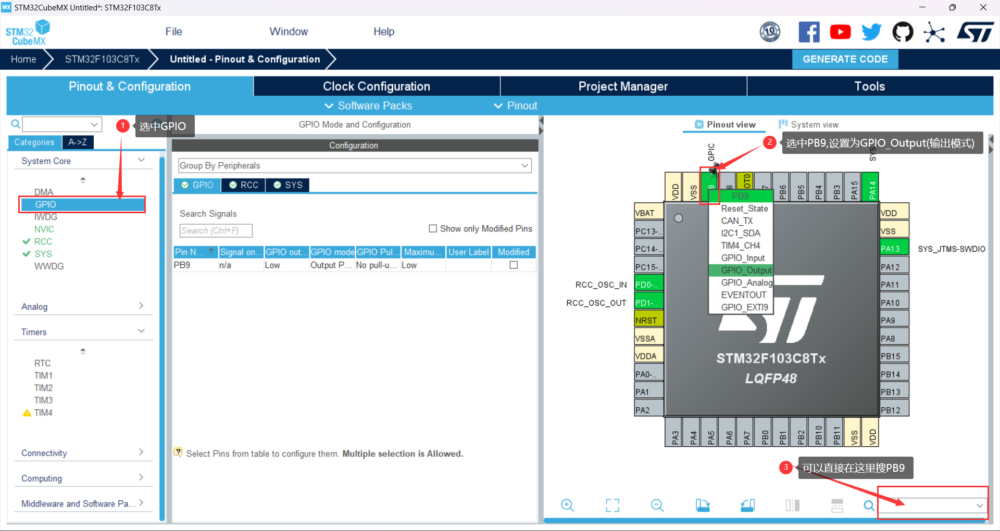 MX STM32CubeMX Untitled*: STM32F103C8Tx
STM32
CubeMX
File Window Help
10
ST
Home STM32F103C8Tx Untitled - Pinout & Configuration GENERATE CODE
Pinout & Configuration Clock Configuration Project Manager Tools
Software Packs Pinout
1 选中GPIO
Categories A->Z
System Core
DMA
GPIO
IWDG
NVIC
RCC
SYS
WWDG
Analog
Timers
RTC
TIM1
TIM2
TIM3
TIM4
Connectivity
Computing
Middleware and Software Pa...
GPIO Mode and Configuration
Configuration
Group By Peripherals
GPIO RCC SYS
Search Signals
Search (Ctrl+F)
Show only Modified Pins
Pin N... Signal on... GPIO out... GPIO mode GPIO Pul... Maximu... User Label Modified
PB9 n/a Low Output P... No pull-u... Low
? Select Pins from table to configure them. Multiple selection is Allowed.
Pinout view System view
2 选中PB9,设置为GPIO_Output(输出模式)
GPIC
SYS
VDD
VSS
9
8
OT0
7
PB6
PB5
PB4
PB3
PA15
PA14
PB9
Reset_State
CAN_TX
I2C1_SDA
TIM4_CH4
GPIO_Input
GPIO_Output
GPIO_Analog
EVENTOUT
GPIO_EXTI9
VBAT
PC13-..
PC14-..
PC15-..
RCC_OSC_IN PD0-..
RCC_OSC_OUT PD1-..
NRST
VSSA
VDDA
PA0-..
PA1
PA2
STM32F103C8Tx
LQFP48
VDD
VSS
PA13 SYS_JTMS-SWDIO
PA12
PA11
PA10
PA9
PA8
PB15
PB14
PB13
PB12
PA3
PA4
PA5
PA6
PA7
PB0
PB1
PB2
PB10
PB11
VSS
VDD
3 可以直接在这里搜PB9